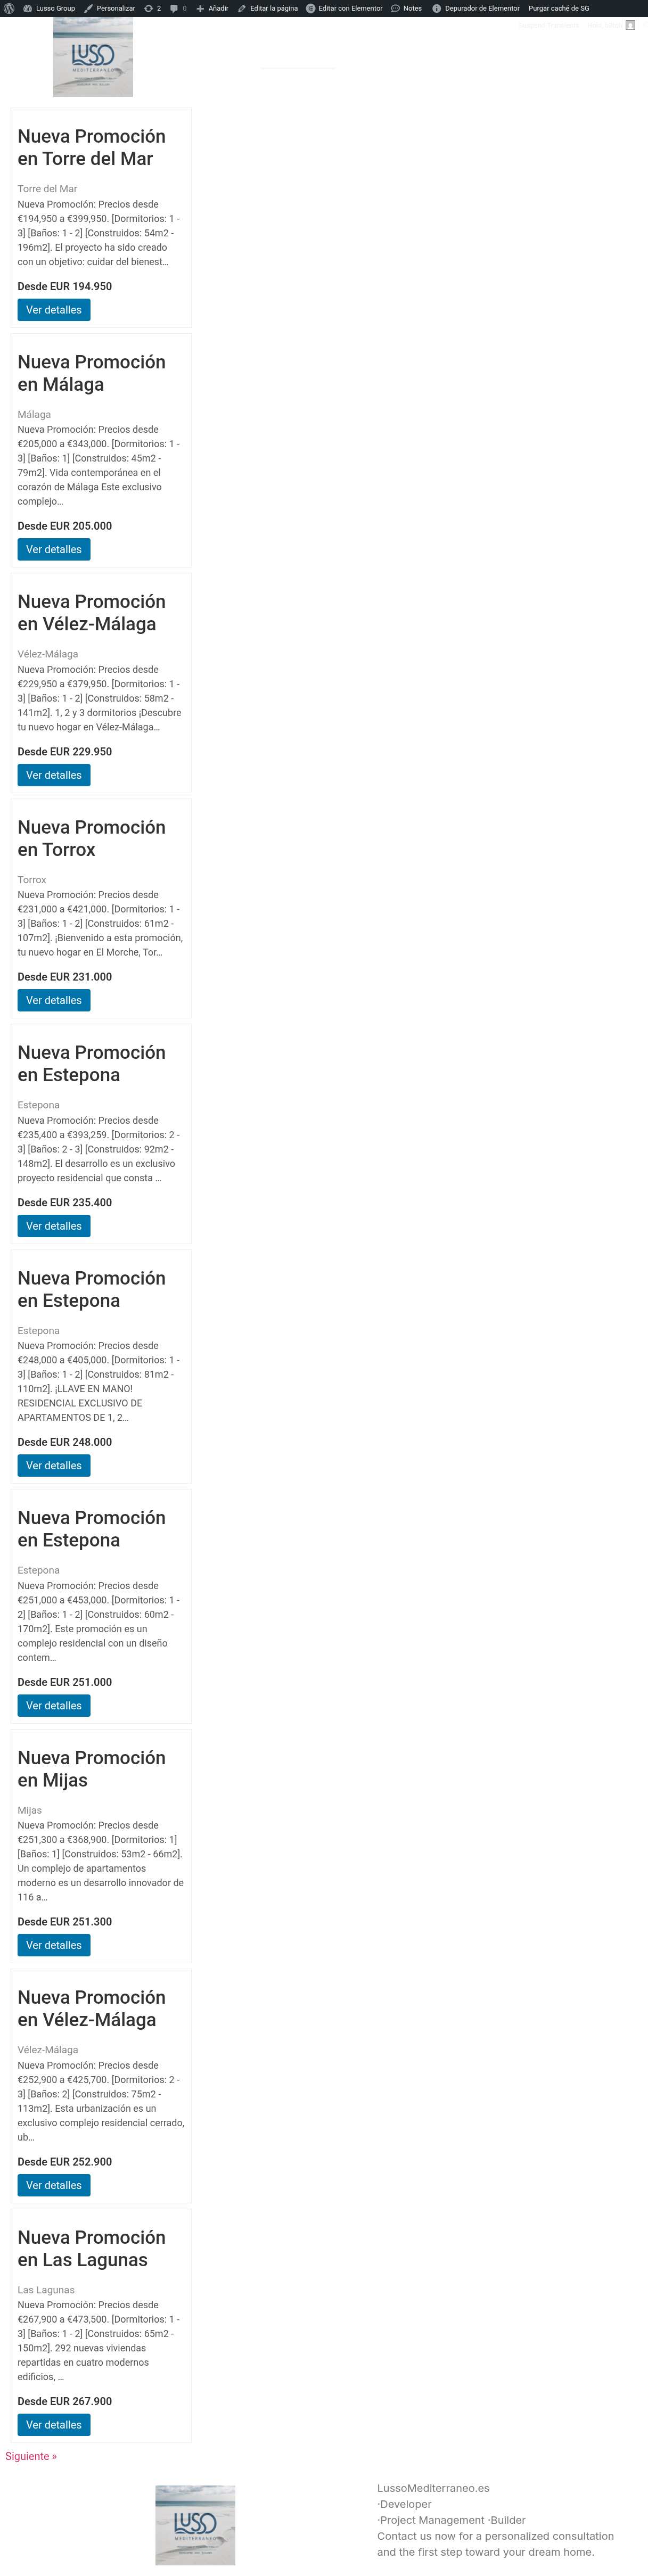 Lusso Group Personalizar 2 0 Añadir Editar la página Editar con Elementor Notes Depurador de Elementor Purgar caché de SG
LUSSO
MEDITERRANEO
Nueva Promoción
en Torre del Mar
Torre del Mar
Nueva Promoción: Precios desde
€194,950 a €399,950. [Dormitorios: 1 -
3] [Baños: 1 - 2] [Construidos: 54m2 -
196m2]. El proyecto ha sido creado
con un objetivo: cuidar del bienest…
Desde EUR 194.950
Ver detalles
Nueva Promoción
en Málaga
Málaga
Nueva Promoción: Precios desde
€205,000 a €343,000. [Dormitorios: 1 -
3] [Baños: 1] [Construidos: 45m2 -
79m2]. Vida contemporánea en el
corazón de Málaga Este exclusivo
complejo…
Desde EUR 205.000
Ver detalles
Nueva Promoción
en Vélez-Málaga
Vélez-Málaga
Nueva Promoción: Precios desde
€229,950 a €379,950. [Dormitorios: 1 -
3] [Baños: 1 - 2] [Construidos: 58m2 -
141m2]. 1, 2 y 3 dormitorios ¡Descubre
tu nuevo hogar en Vélez-Málaga…
Desde EUR 229.950
Ver detalles
Nueva Promoción
en Torrox
Torrox
Nueva Promoción: Precios desde
€231,000 a €421,000. [Dormitorios: 1 -
3] [Baños: 1 - 2] [Construidos: 61m2 -
107m2]. ¡Bienvenido a esta promoción,
tu nuevo hogar en El Morche, Tor…
Desde EUR 231.000
Ver detalles
Nueva Promoción
en Estepona
Estepona
Nueva Promoción: Precios desde
€235,400 a €393,259. [Dormitorios: 2 -
3] [Baños: 2 - 3] [Construidos: 92m2 -
148m2]. El desarrollo es un exclusivo
proyecto residencial que consta …
Desde EUR 235.400
Ver detalles
Nueva Promoción
en Estepona
Estepona
Nueva Promoción: Precios desde
€248,000 a €405,000. [Dormitorios: 1 -
3] [Baños: 1 - 2] [Construidos: 81m2 -
110m2]. ¡LLAVE EN MANO!
RESIDENCIAL EXCLUSIVO DE
APARTAMENTOS DE 1, 2…
Desde EUR 248.000
Ver detalles
Nueva Promoción
en Estepona
Estepona
Nueva Promoción: Precios desde
€251,000 a €453,000. [Dormitorios: 1 -
2] [Baños: 1 - 2] [Construidos: 60m2 -
170m2]. Este promoción es un
complejo residencial con un diseño
contem…
Desde EUR 251.000
Ver detalles
Nueva Promoción
en Mijas
Mijas
Nueva Promoción: Precios desde
€251,300 a €368,900. [Dormitorios: 1]
[Baños: 1] [Construidos: 53m2 - 66m2].
Un complejo de apartamentos
moderno es un desarrollo innovador de
116 a…
Desde EUR 251.300
Ver detalles
Nueva Promoción
en Vélez-Málaga
Vélez-Málaga
Nueva Promoción: Precios desde
€252,900 a €425,700. [Dormitorios: 2 -
3] [Baños: 2] [Construidos: 75m2 -
113m2]. Esta urbanización es un
exclusivo complejo residencial cerrado,
ub…
Desde EUR 252.900
Ver detalles
Nueva Promoción
en Las Lagunas
Las Lagunas
Nueva Promoción: Precios desde
€267,900 a €473,500. [Dormitorios: 1 -
3] [Baños: 1 - 2] [Construidos: 65m2 -
150m2]. 292 nuevas viviendas
repartidas en cuatro modernos
edificios, …
Desde EUR 267.900
Ver detalles
Siguiente »
LUSSO
MEDITERRANEO
LussoMediterraneo.es
·Developer
·Project Management ·Builder
Contact us now for a personalized consultation
and the first step toward your dream home.